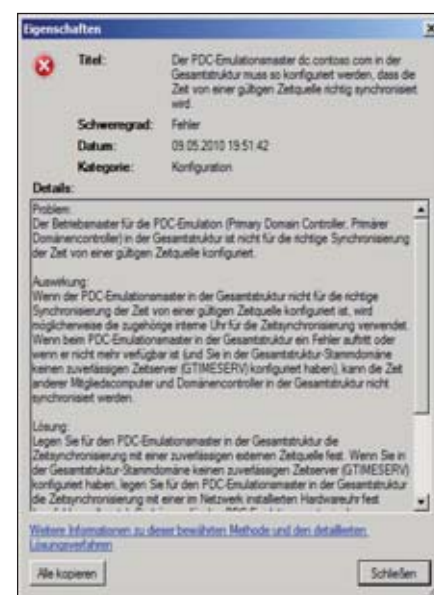 Eigenschaften
Titel:
Der PDC-Emulationsmaster dc.contoso.com in der
Gesamtstruktur muss so konfiguriert werden, dass die
Zeit von einer gültigen Zeitquelle richtig synchronisiert
wird.
Schweregrad: Fehler
Datum: 09.05.2010 19:51:42
Kategorie: Konfiguration
Details:
Problem:
Der Betriebsmaster für die PDC-Emulation (Primary Domain Controller, Primärer
Domänencontroller) in der Gesamtstruktur ist nicht für die richtige Synchronisierung
der Zeit von einer gültigen Zeitquelle konfiguriert.
Auswirkung:
Wenn der PDC-Emulationsmaster in der Gesamtstruktur nicht für die richtige
Synchronisierung der Zeit von einer gültigen Zeitquelle konfiguriert ist, wird
möglicherweise die zugehörige interne Uhr für die Zeitsynchronisierung verwendet.
Wenn beim PDC-Emulationsmaster in der Gesamtstruktur ein Fehler auftritt oder
wenn er nicht mehr verfügbar ist (und Sie in der Gesamtstruktur-Stammdomäne
keinen zuverlässigen Zeitserver (GTIMESERV) konfiguriert haben), kann die Zeit
anderer Mitgliedscomputer und Domänencontroller in der Gesamtstruktur nicht
synchronisiert werden.
Lösung:
Legen Sie für den PDC-Emulationsmaster in der Gesamtstruktur die
Zeitsynchronisierung mit einer zuverlässigen externen Zeitquelle fest. Wenn Sie in
der Gesamtstruktur-Stammdomäne keinen zuverlässigen Zeitserver (GTIMESERV)
konfiguriert haben, legen Sie für den PDC-Emulationsmaster in der Gesamtstruktur
die Zeitsynchronisierung mit einer im Netzwerk installierten Hardwareuhr fest
Weitere Informationen zu dieser bewährten Methode und den detaillierten
Lösungsverfahren
Alle kopieren
Schließen